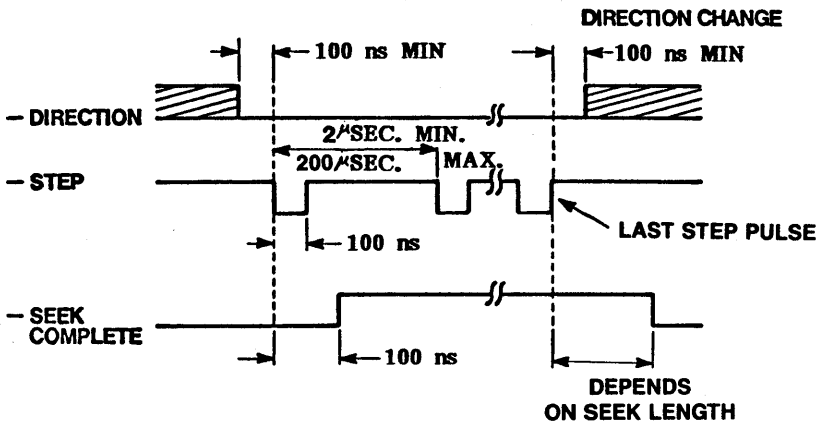 DIRECTION CHANGE
100 ns MIN
100 ns MIN
– DIRECTION
2μSEC. MIN.
200μSEC. MAX.
– STEP
LAST STEP PULSE
100 ns
– SEEK
COMPLETE
100 ns
DEPENDS
ON SEEK LENGTH